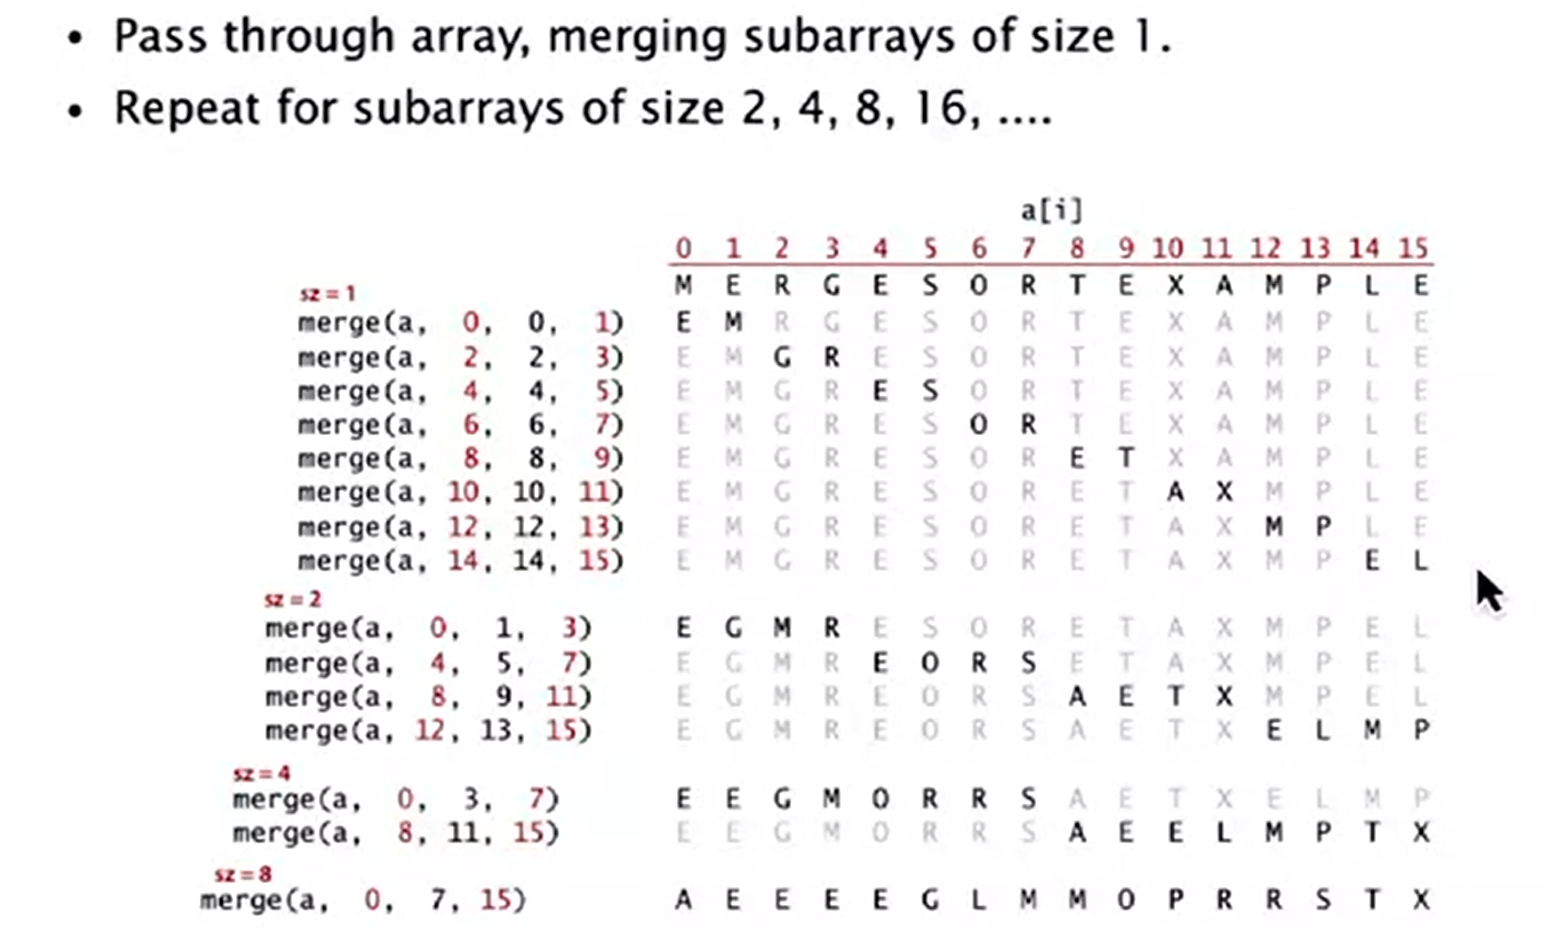 • Pass through array, merging subarrays of size 1.
• Repeat for subarrays of size 2, 4, 8, 16, ....
a[i]
0 1 2 3 4 5 6 7 8 9 10 11 12 13 14 15
M E R G E S O R T E X A M P L E
sz = 1
merge(a, 0, 0, 1) E M R G E S O R T E X A M P L E
merge(a, 2, 2, 3) E M G R E S O R T E X A M P L E
merge(a, 4, 4, 5) E M G R E S O R T E X A M P L E
merge(a, 6, 6, 7) E M G R E S O R T E X A M P L E
merge(a, 8, 8, 9) E M G R E S O R E T X A M P L E
merge(a, 10, 10, 11) E M G R E S O R E T A X M P L E
merge(a, 12, 12, 13) E M G R E S O R E T A X M P L E
merge(a, 14, 14, 15) E M G R E S O R E T A X M P E L
sz = 2
merge(a, 0, 1, 3) E G M R E S O R E T A X M P E L
merge(a, 4, 5, 7) E G M R E O R S E T A X M P E L
merge(a, 8, 9, 11) E G M R E O R S A E T X M P E L
merge(a, 12, 13, 15) E G M R E O R S A E T X E L M P
sz = 4
merge(a, 0, 3, 7) E E G M O R R S A E T X E L M P
merge(a, 8, 11, 15) E E G M O R R S A E E L M P T X
sz = 8
merge(a, 0, 7, 15) A E E E E G L M M O P R R S T X